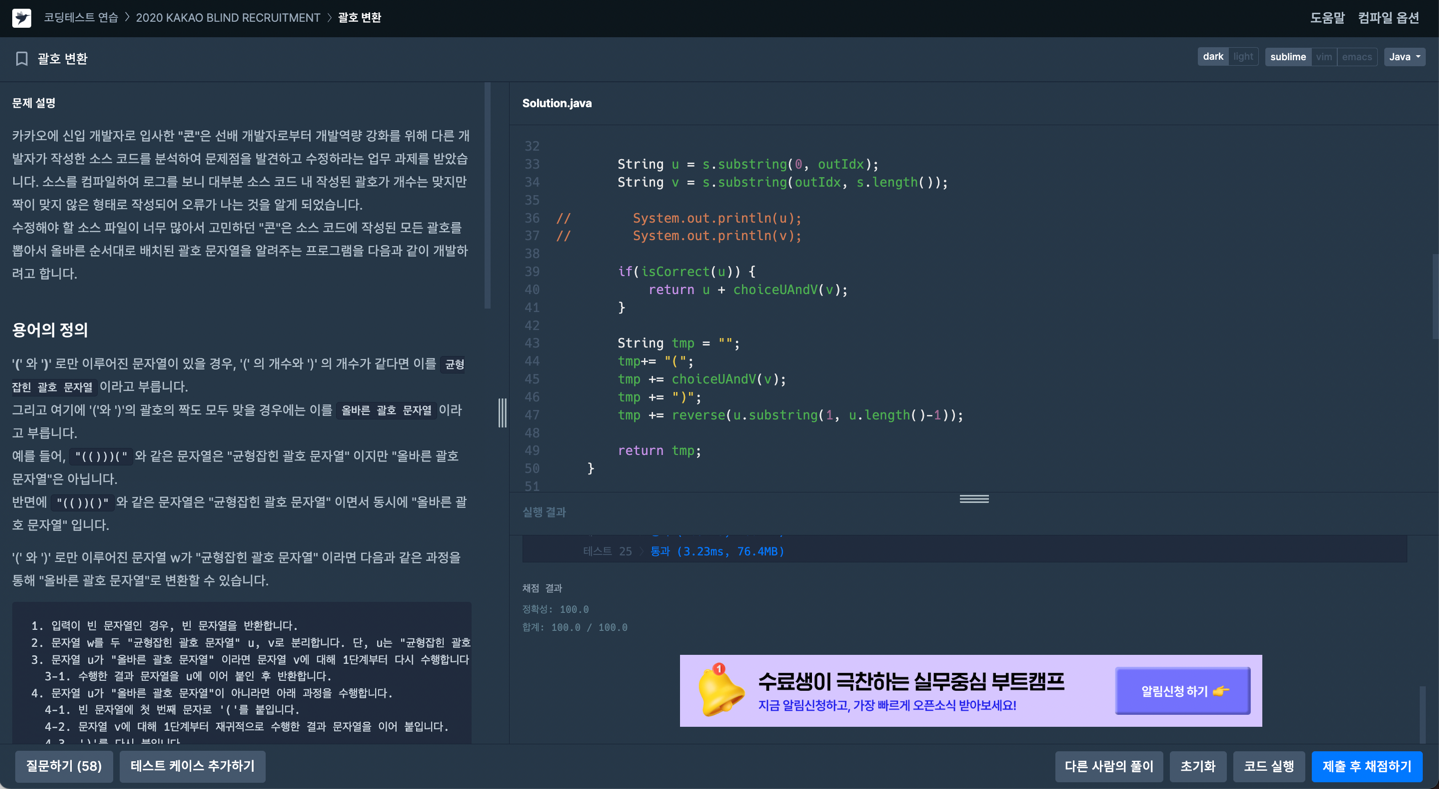 코딩테스트 연습 > 2020 KAKAO BLIND RECRUITMENT > 괄호 변환
도움말 컴파일 옵션
괄호 변환
dark light sublime vim emacs Java
문제 설명
카카오에 신입 개발자로 입사한 "콘"은 선배 개발자로부터 개발역량 강화를 위해 다른 개
발자가 작성한 소스 코드를 분석하여 문제점을 발견하고 수정하라는 업무 과제를 받았습
니다. 소스를 컴파일하여 로그를 보니 대부분 소스 코드 내 작성된 괄호가 개수는 맞지만
짝이 맞지 않은 형태로 작성되어 오류가 나는 것을 알게 되었습니다.
수정해야 할 소스 파일이 너무 많아서 고민하던 "콘"은 소스 코드에 작성된 모든 괄호를
뽑아서 올바른 순서대로 배치된 괄호 문자열을 알려주는 프로그램을 다음과 같이 개발하
려고 합니다.
용어의 정의
'(' 와 ')' 로만 이루어진 문자열이 있을 경우, '(' 의 개수와 ')' 의 개수가 같다면 이를 균형
잡힌 괄호 문자열 이라고 부릅니다.
그리고 여기에 '('와 ')'의 괄호의 짝도 모두 맞을 경우에는 이를 올바른 괄호 문자열 이라
고 부릅니다.
예를 들어, "(()))(" 와 같은 문자열은 "균형잡힌 괄호 문자열" 이지만 "올바른 괄호
문자열"은 아닙니다.
반면에 "(())()" 와 같은 문자열은 "균형잡힌 괄호 문자열" 이면서 동시에 "올바른 괄
호 문자열" 입니다.
'(' 와 ')' 로만 이루어진 문자열 w가 "균형잡힌 괄호 문자열" 이라면 다음과 같은 과정을
통해 "올바른 괄호 문자열"로 변환할 수 있습니다.
1. 입력이 빈 문자열인 경우, 빈 문자열을 반환합니다.
2. 문자열 w를 두 "균형잡힌 괄호 문자열" u, v로 분리합니다. 단, u는 "균형잡힌 괄호
3. 문자열 u가 "올바른 괄호 문자열" 이라면 문자열 v에 대해 1단계부터 다시 수행합니다
3-1. 수행한 결과 문자열을 u에 이어 붙인 후 반환합니다.
4. 문자열 u가 "올바른 괄호 문자열"이 아니라면 아래 과정을 수행합니다.
4-1. 빈 문자열에 첫 번째 문자로 '('를 붙입니다.
4-2. 문자열 v에 대해 1단계부터 재귀적으로 수행한 결과 문자열을 이어 붙입니다.
4-3. ')'를 다시 붙입니다
Solution.java
32
33 String u = s.substring(0, outIdx);
34 String v = s.substring(outIdx, s.length());
35
36 // System.out.println(u);
37 // System.out.println(v);
38
39 if(isCorrect(u)) {
40 return u + choiceUAndV(v);
41 }
42
43 String tmp = "";
44 tmp+= "(";
45 tmp += choiceUAndV(v);
46 tmp += ")";
47 tmp += reverse(u.substring(1, u.length()-1));
48
49 return tmp;
50 }
51
실행 결과
테스트 25 > 통과 (3.23ms, 76.4MB)
채점 결과
정확성: 100.0
합계: 100.0 / 100.0
1
수료생이 극찬하는 실무중심 부트캠프
지금 알림신청하고, 가장 빠르게 오픈소식 받아보세요!
알림신청 하기 👉
질문하기 (58) 테스트 케이스 추가하기
다른 사람의 풀이 초기화 코드 실행 제출 후 채점하기